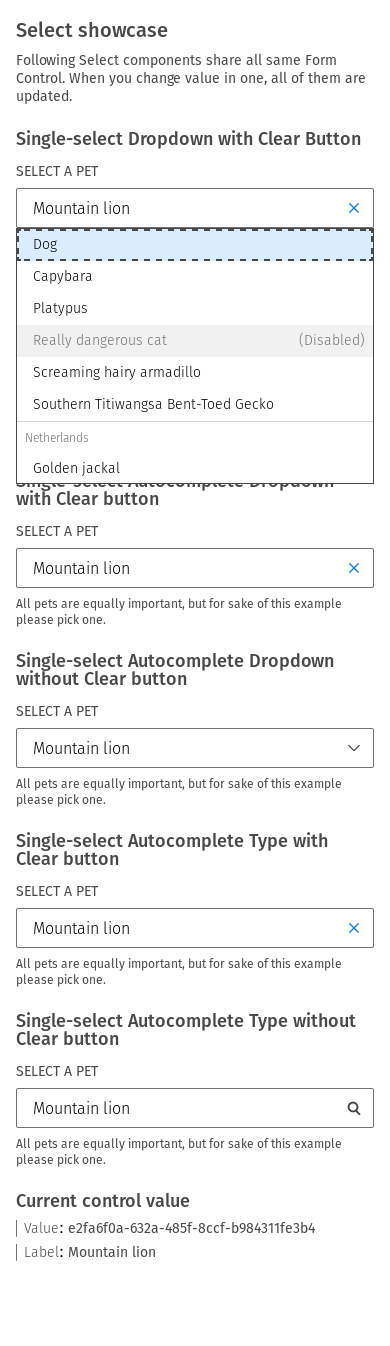 Select showcase
Following Select components share all same Form
Control. When you change value in one, all of them are
updated.
Single-select Dropdown with Clear Button
SELECT A PET
Mountain lion
Dog
Capybara
Platypus
Really dangerous cat (Disabled)
Screaming hairy armadillo
Southern Titiwangsa Bent-Toed Gecko
Netherlands
Golden jackal
Single-select Autocomplete Dropdown
with Clear button
SELECT A PET
Mountain lion
All pets are equally important, but for sake of this example
please pick one.
Single-select Autocomplete Dropdown
without Clear button
SELECT A PET
Mountain lion
All pets are equally important, but for sake of this example
please pick one.
Single-select Autocomplete Type with
Clear button
SELECT A PET
Mountain lion
All pets are equally important, but for sake of this example
please pick one.
Single-select Autocomplete Type without
Clear button
SELECT A PET
Mountain lion
All pets are equally important, but for sake of this example
please pick one.
Current control value
Value: e2fa6f0a-632a-485f-8ccf-b984311fe3b4
Label: Mountain lion